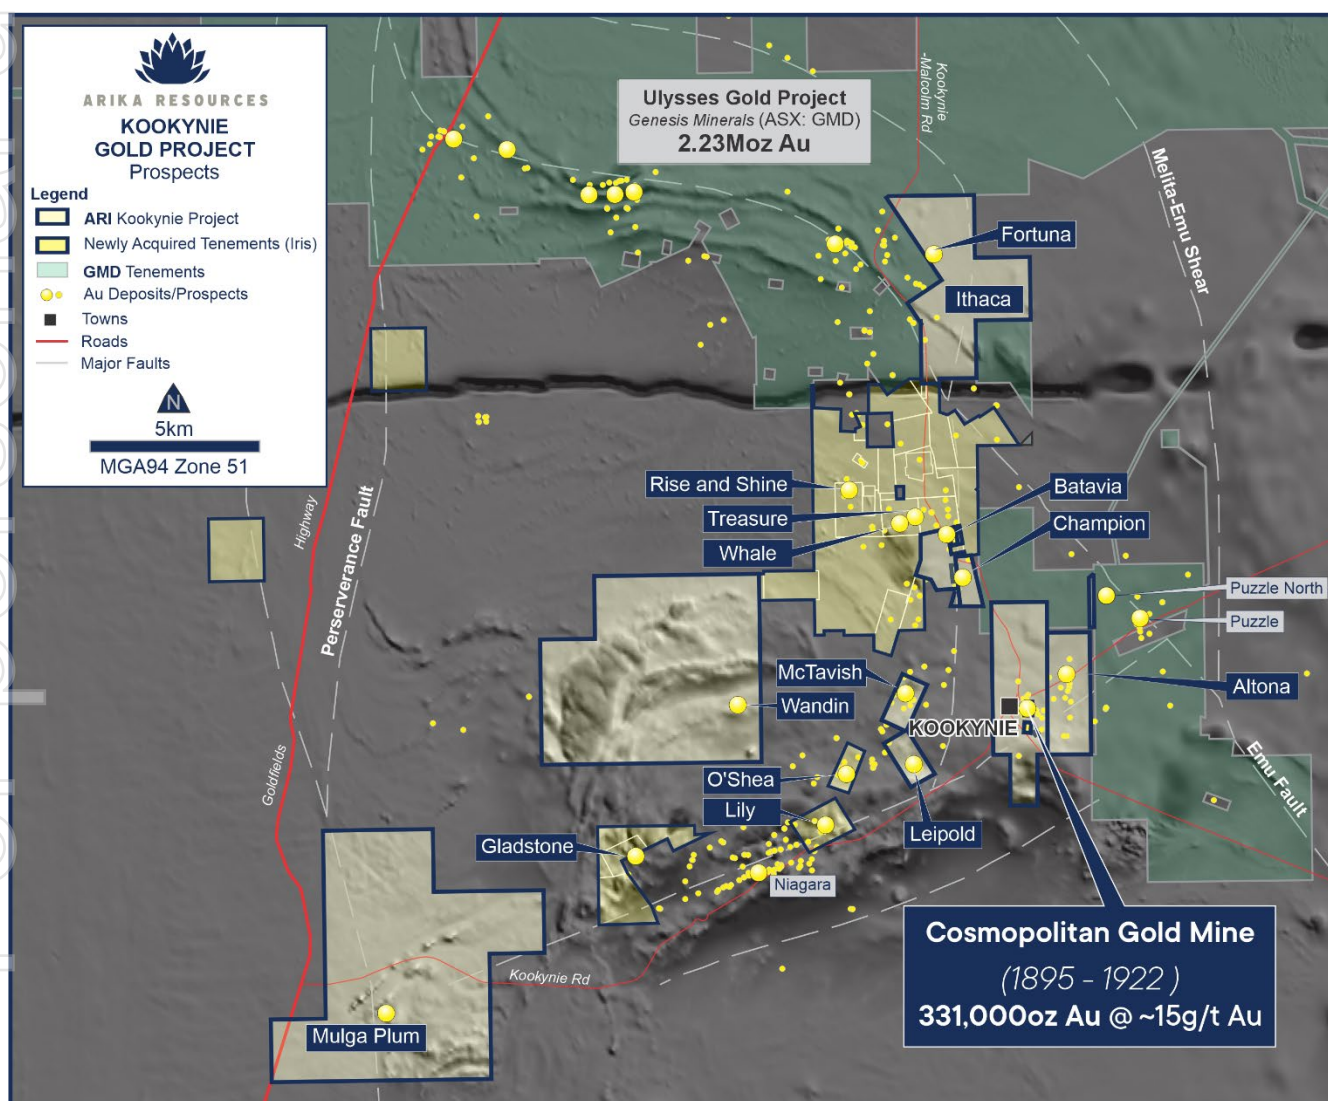 ARIKA RESOURCES
KOOKYNIE
GOLD PROJECT
Prospects
Legend
ARI Kookynie Project
Newly Acquired Tenements (Iris)
GMD Tenements
Au Deposits/Prospects
Towns
Roads
Major Faults
N
5km
MGA94 Zone 51
Ulysses Gold Project
Genesis Minerals (ASX: GMD)
2.23Moz Au
Kookynie
-Malcolm Rd
Melita-Emu Shear
Fortuna
Ithaca
Rise and Shine
Treasure
Whale
Batavia
Champion
Highway
Perserverance Fault
Puzzle North
Puzzle
McTavish
Wandin
KOOKYNIE
Altona
Goldfields
O'Shea
Lily
Leipold
Emu Fault
Gladstone
Niagara
Kookynie Rd
Mulga Plum
Cosmopolitan Gold Mine
(1895 - 1922 )
331,000oz Au @ ~15g/t Au